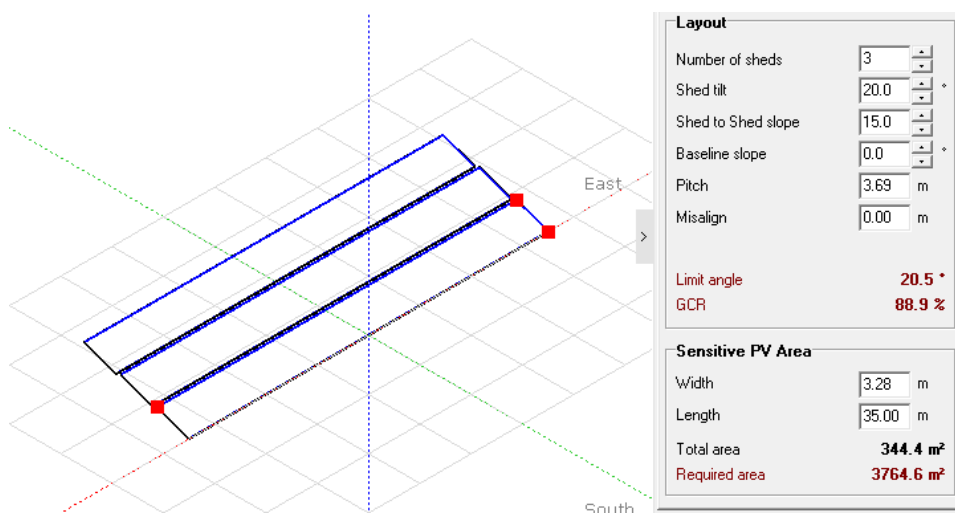 East
South
>
Layout
Number of sheds 3
Shed tilt 20.0 °
Shed to Shed slope 15.0
Baseline slope 0.0 °
Pitch 3.69 m
Misalign 0.00 m
Limit angle 20.5 °
GCR 88.9 %
Sensitive PV Area
Width 3.28 m
Length 35.00 m
Total area 344.4 m²
Required area 3764.6 m²